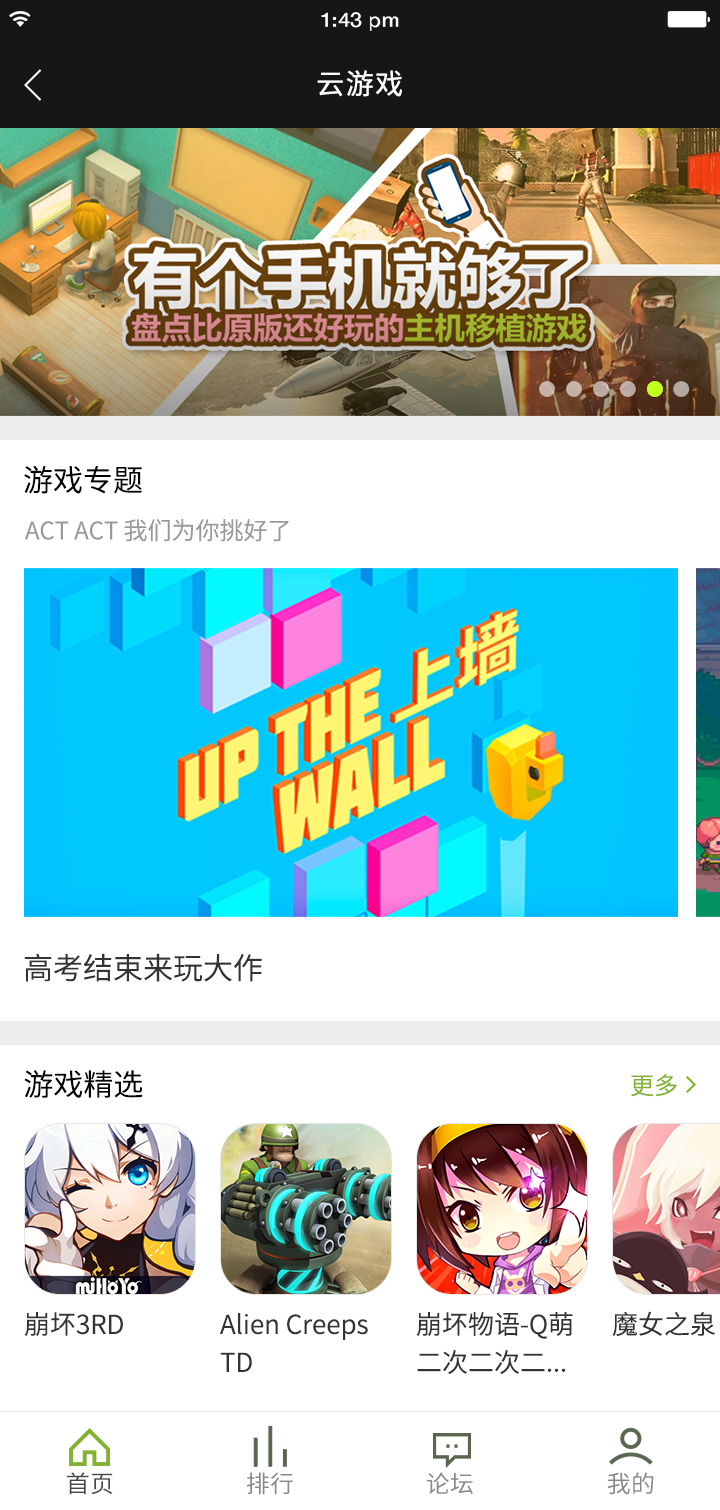 1:43 pm
云游戏
有个手机就够了
盘点比原版还好玩的主机移植游戏
游戏专题
ACT ACT 我们为你挑好了
UP THE 上墙
WALL
高考结束来玩大作
游戏精选
更多
miHoYo
崩坏3RD
Alien Creeps
TD
崩坏物语-Q萌
二次二次二...
魔女之泉
首页
排行
论坛
我的